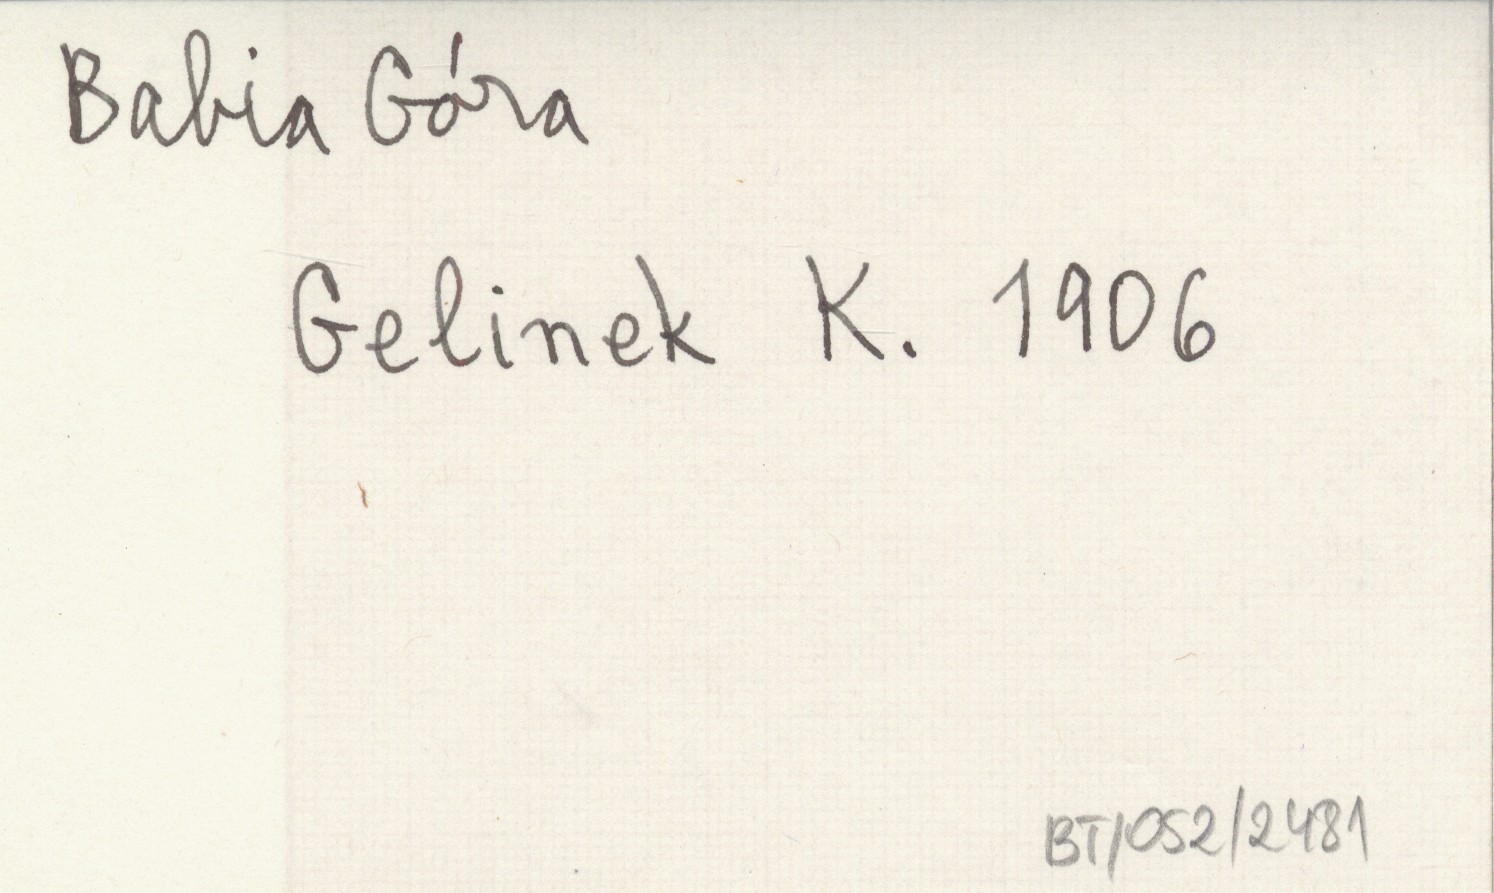 Babia Góra
Gelinek K. 1906
BT/052/2481